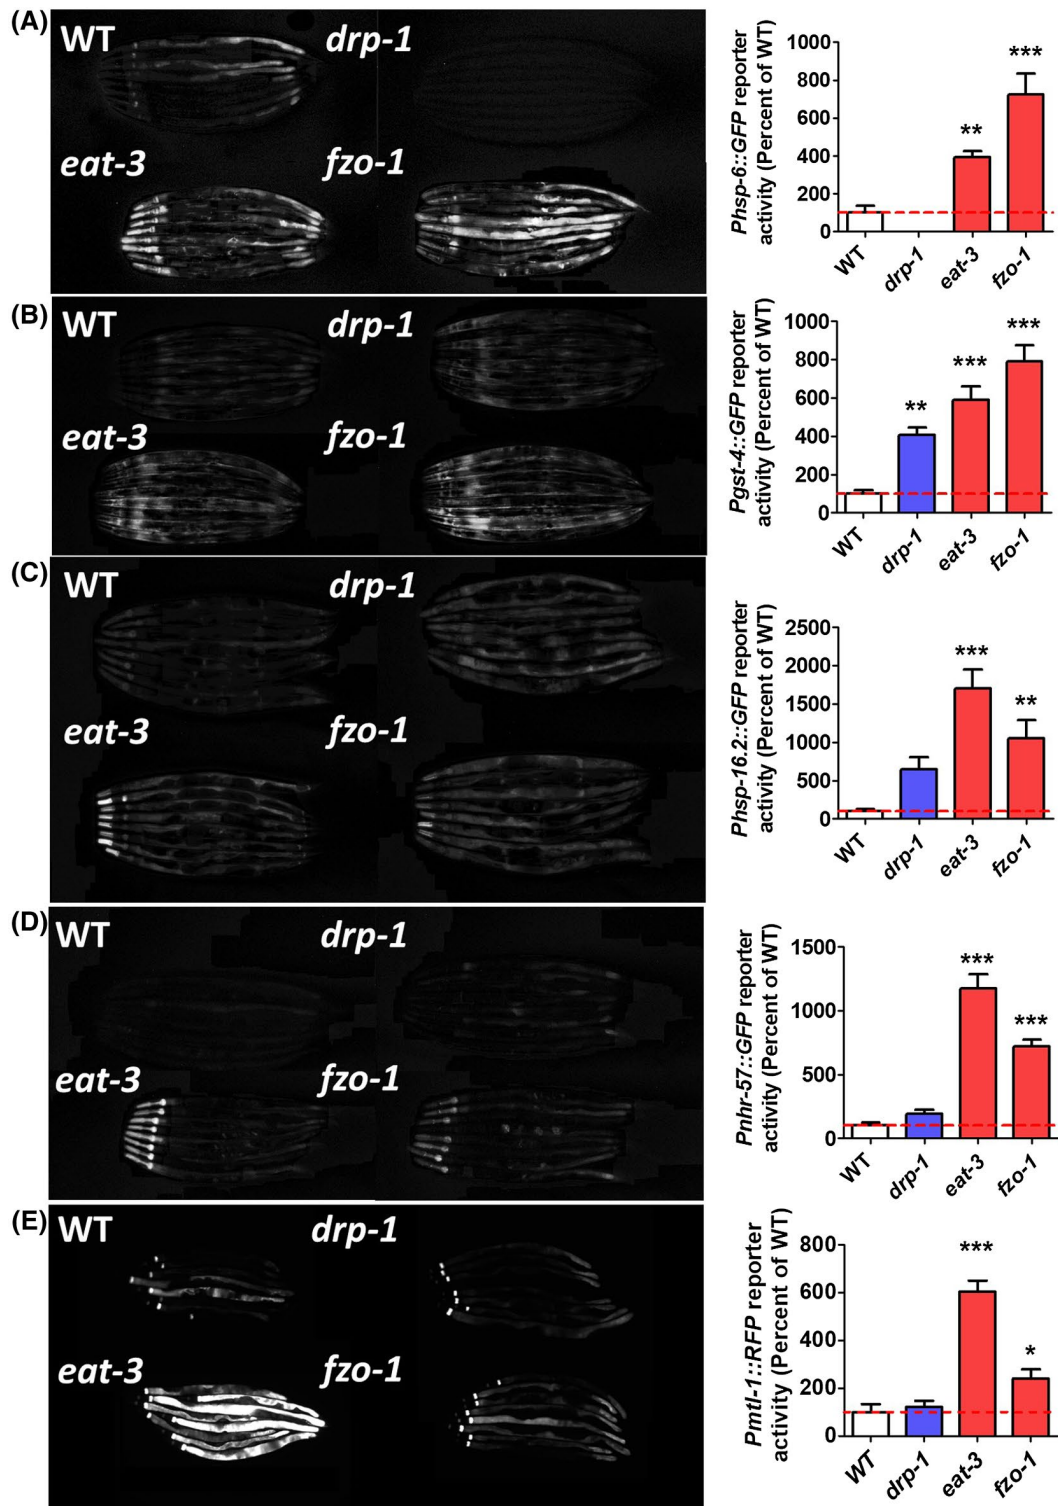 (A)
WT
drp-1
eat-3
fzo-1
Phsp-6::GFP reporter
activity (Percent of WT)
1000
800
600
400
200
0
**
***
WT
drp-1
eat-3
fzo-1
(B)
WT
drp-1
eat-3
fzo-1
Pgst-4::GFP reporter
activity (Percent of WT)
1000
800
600
400
200
0
**
***
***
WT
drp-1
eat-3
fzo-1
(C)
WT
drp-1
eat-3
fzo-1
Phsp-16.2::GFP reporter
activity (Percent of WT)
2500
2000
1500
1000
500
0
***
**
WT
drp-1
eat-3
fzo-1
(D)
WT
drp-1
eat-3
fzo-1
Pnhr-57::GFP reporter
activity (Percent of WT)
1500
1000
500
0
***
***
WT
drp-1
eat-3
fzo-1
(E)
WT
drp-1
eat-3
fzo-1
Pmtl-1::RFP reporter
activity (Percent of WT)
800
600
400
200
0
***
*
WT
drp-1
eat-3
fzo-1